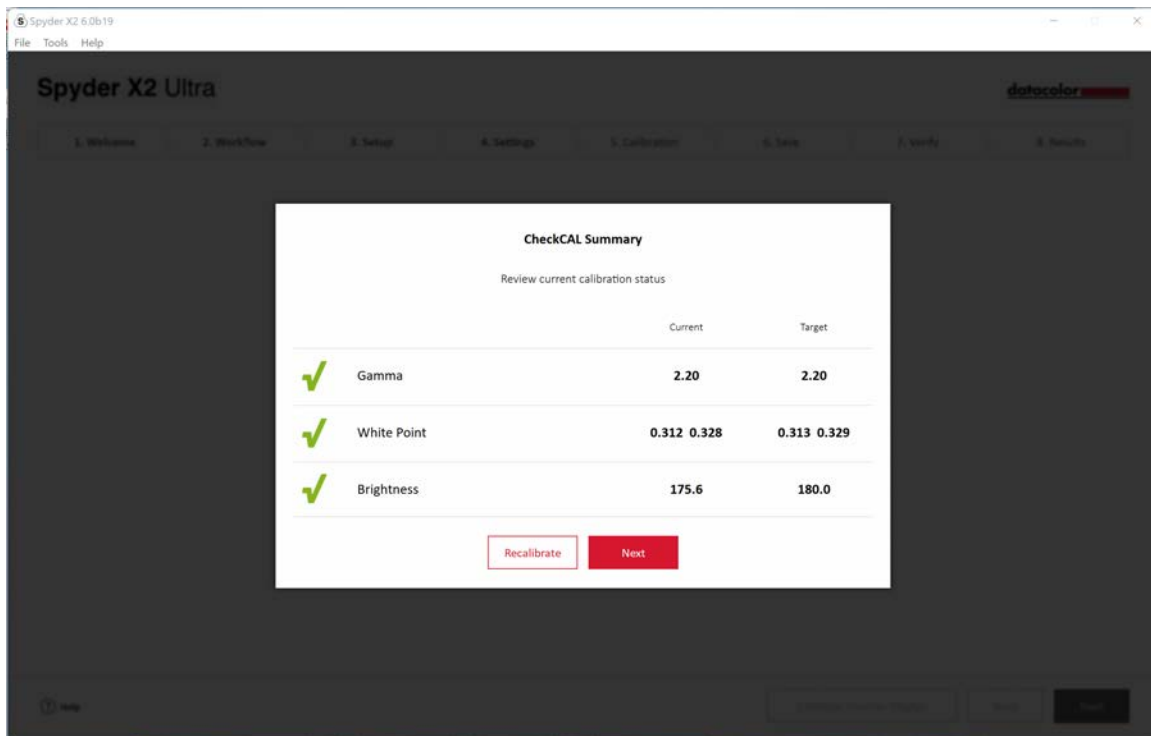 Spyder X2 6.0b19
File Tools Help
Spyder X2 Ultra
datacolor
1. Welcome 2. Workflow 3. Setup 4. Settings 5. Calibration 6. Save 7. Verify 8. Results
CheckCAL Summary
Review current calibration status
Current Target
Gamma 2.20 2.20
White Point 0.312 0.328 0.313 0.329
Brightness 175.6 180.0
Recalibrate Next
Help
Next